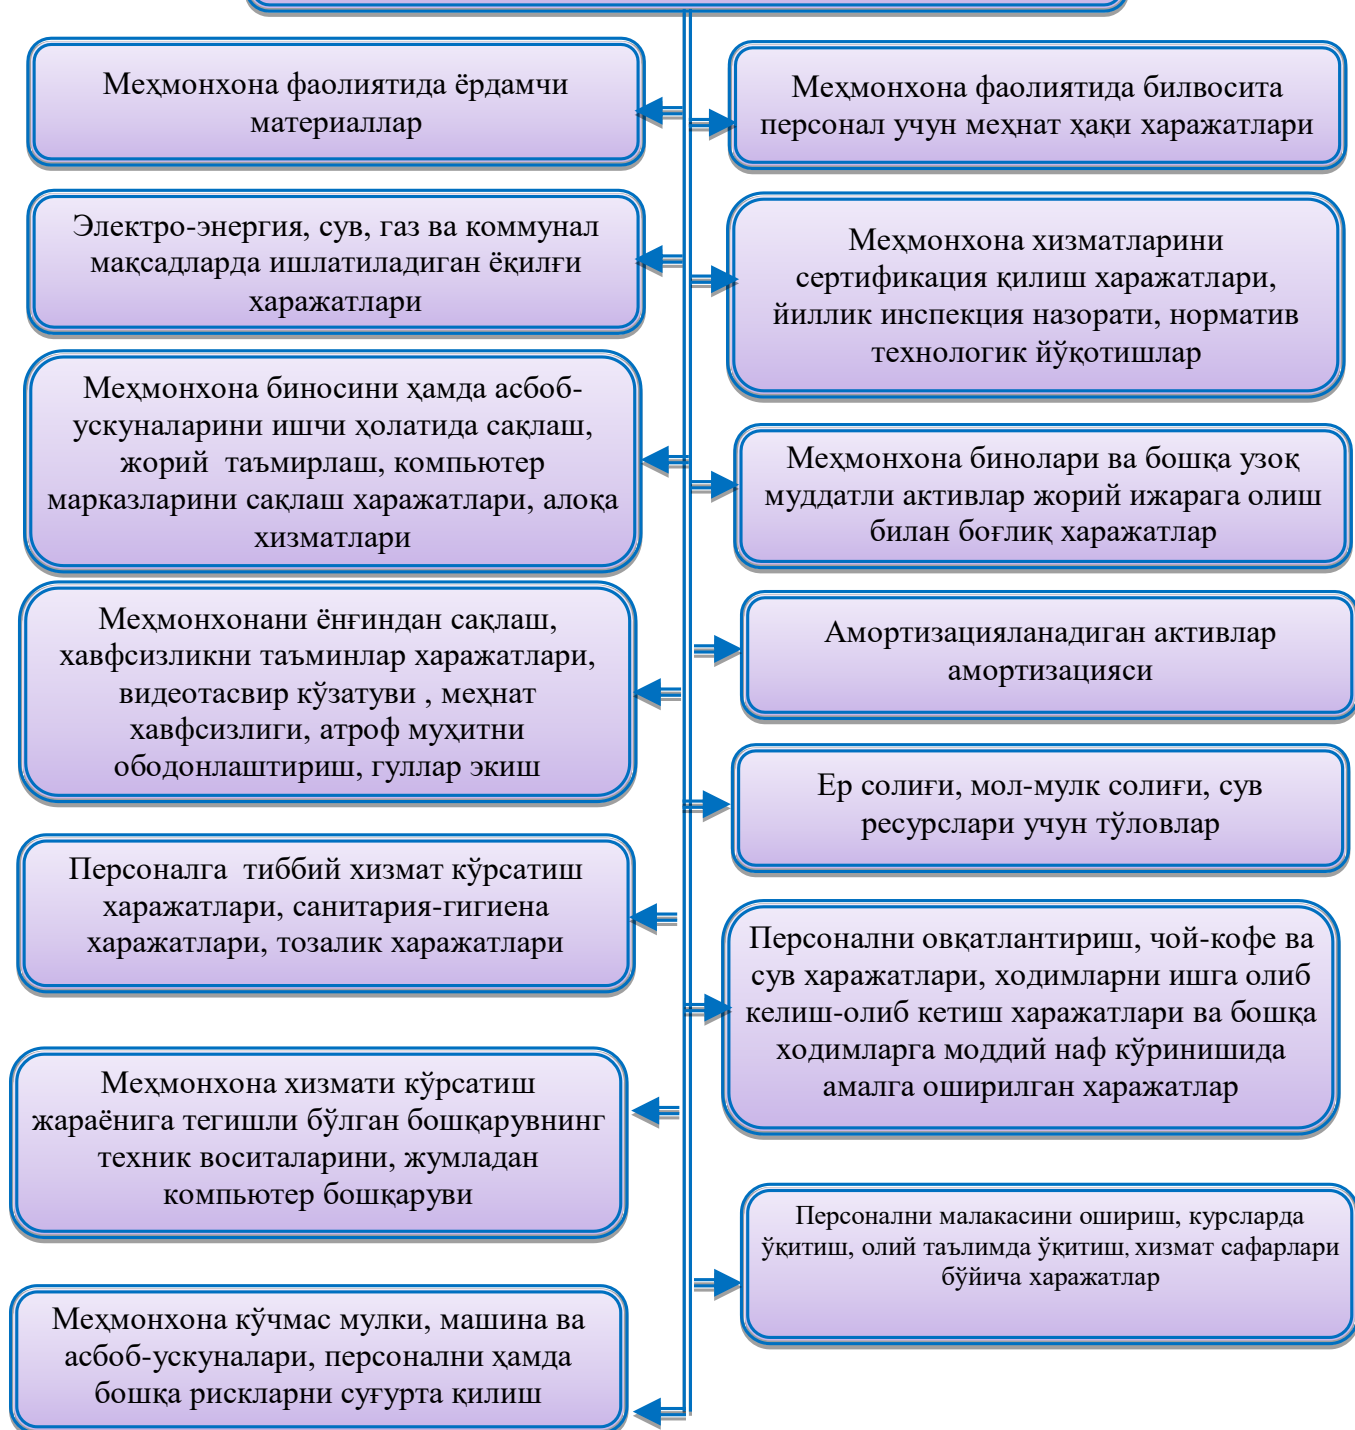 Меҳмонхона фаолиятида ёрдамчи
материаллар
Меҳмонхона фаолиятида билвосита
персонал учун меҳнат ҳақи харажатлари
Электро-энергия, сув, газ ва коммунал
мақсадларда ишлатиладиган ёқилғи
харажатлари
Меҳмонхона хизматларини
сертификация қилиш харажатлари,
йиллик инспекция назорати, норматив
технологик йўқотишлар
Меҳмонхона биносини ҳамда асбоб-
ускуналарини ишчи ҳолатида сақлаш,
жорий таъмирлаш, компьютер
марказларини сақлаш харажатлари, алоқа
хизматлари
Меҳмонхона бинолари ва бошқа узоқ
муддатли активлар жорий ижарага олиш
билан боғлиқ харажатлар
Меҳмонхонани ёнғиндан сақлаш,
хавфсизликни таъминлар харажатлари,
видеотасвир кўзатуви , меҳнат
хавфсизлиги, атроф муҳитни
ободонлаштириш, гуллар экиш
Амортизацияланадиган активлар
амортизацияси
Ер солиғи, мол-мулк солиғи, сув
ресурслари учун тўловлар
Персоналга тиббий хизмат кўрсатиш
харажатлари, санитария-гигиена
харажатлари, тозалик харажатлари
Персонални овқатлантириш, чой-кофе ва
сув харажатлари, ходимларни ишга олиб
келиш-олиб кетиш харажатлари ва бошқа
ходимларга моддий наф кўринишида
амалга оширилган харажатлар
Меҳмонхона хизмати кўрсатиш
жараёнига тегишли бўлган бошқарувнинг
техник воситаларини, жумладан
компьютер бошқаруви
Персонални малакасини ошириш, курсларда
ўқитиш, олий таълимда ўқитиш, хизмат сафарлари
бўйича харажатлар
Меҳмонхона кўчмас мулки, машина ва
асбоб-ускуналари, персонални ҳамда
бошқа рискларни суғурта қилиш